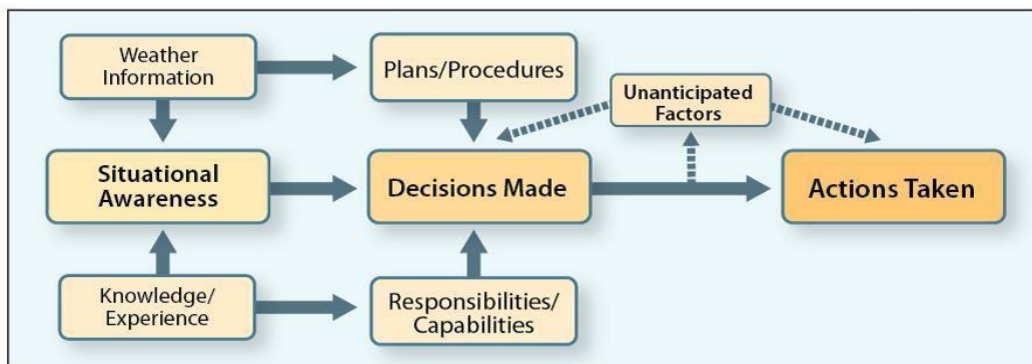 Weather
Information
Plans/Procedures
Unanticipated
Factors
Situational
Awareness
Decisions Made
Actions Taken
Knowledge/
Experience
Responsibilities/
Capabilities